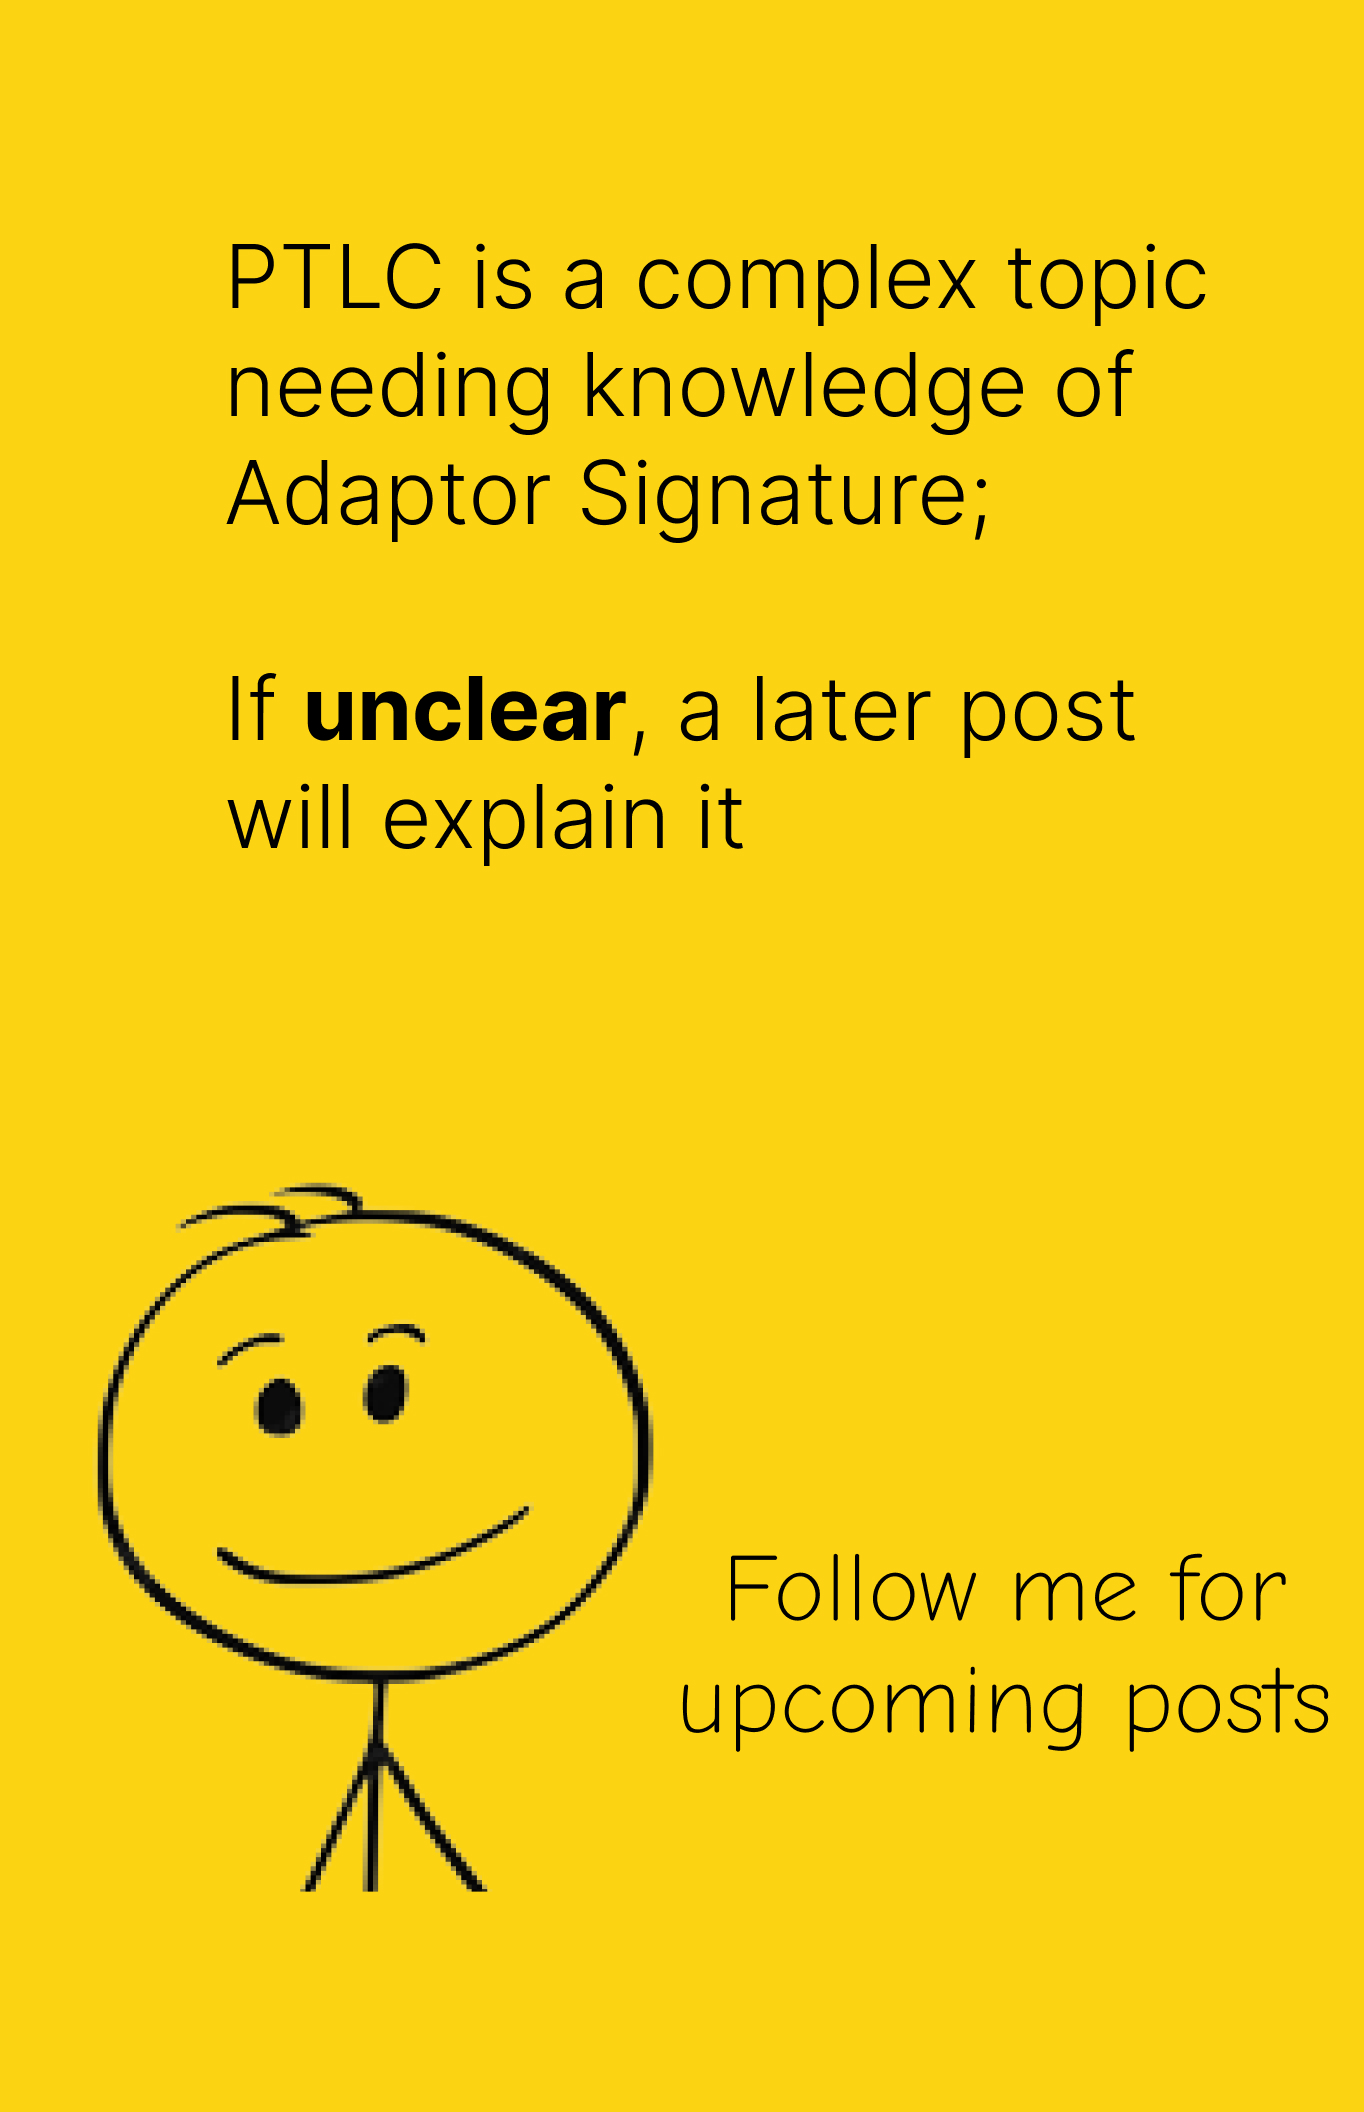 PTLC is a complex topic
needing knowledge of
Adaptor Signature;
If unclear, a later post
will explain it
Follow me for
upcoming posts